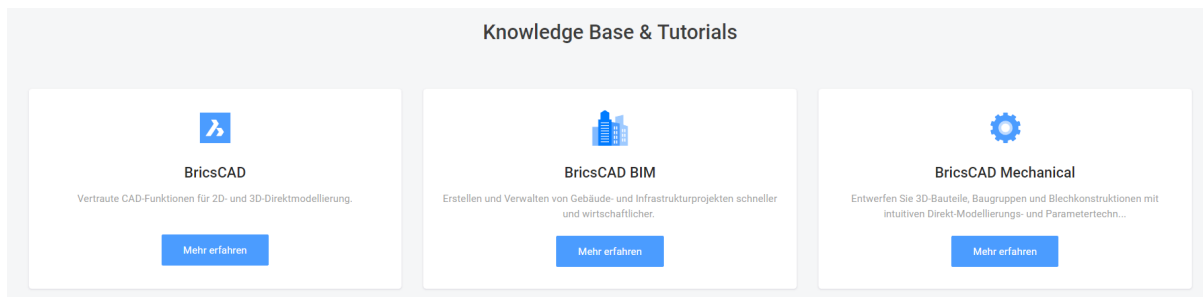 Knowledge Base & Tutorials
BricsCAD
Vertraute CAD-Funktionen für 2D- und 3D-Direktmodellierung.
Mehr erfahren
BricsCAD BIM
Erstellen und Verwalten von Gebäude- und Infrastrukturprojekten schneller
und wirtschaftlicher.
Mehr erfahren
BricsCAD Mechanical
Entwerfen Sie 3D-Bauteile, Baugruppen und Blechkonstruktionen mit
intuitiven Direkt-Modellierungs- und Parametertechn...
Mehr erfahren